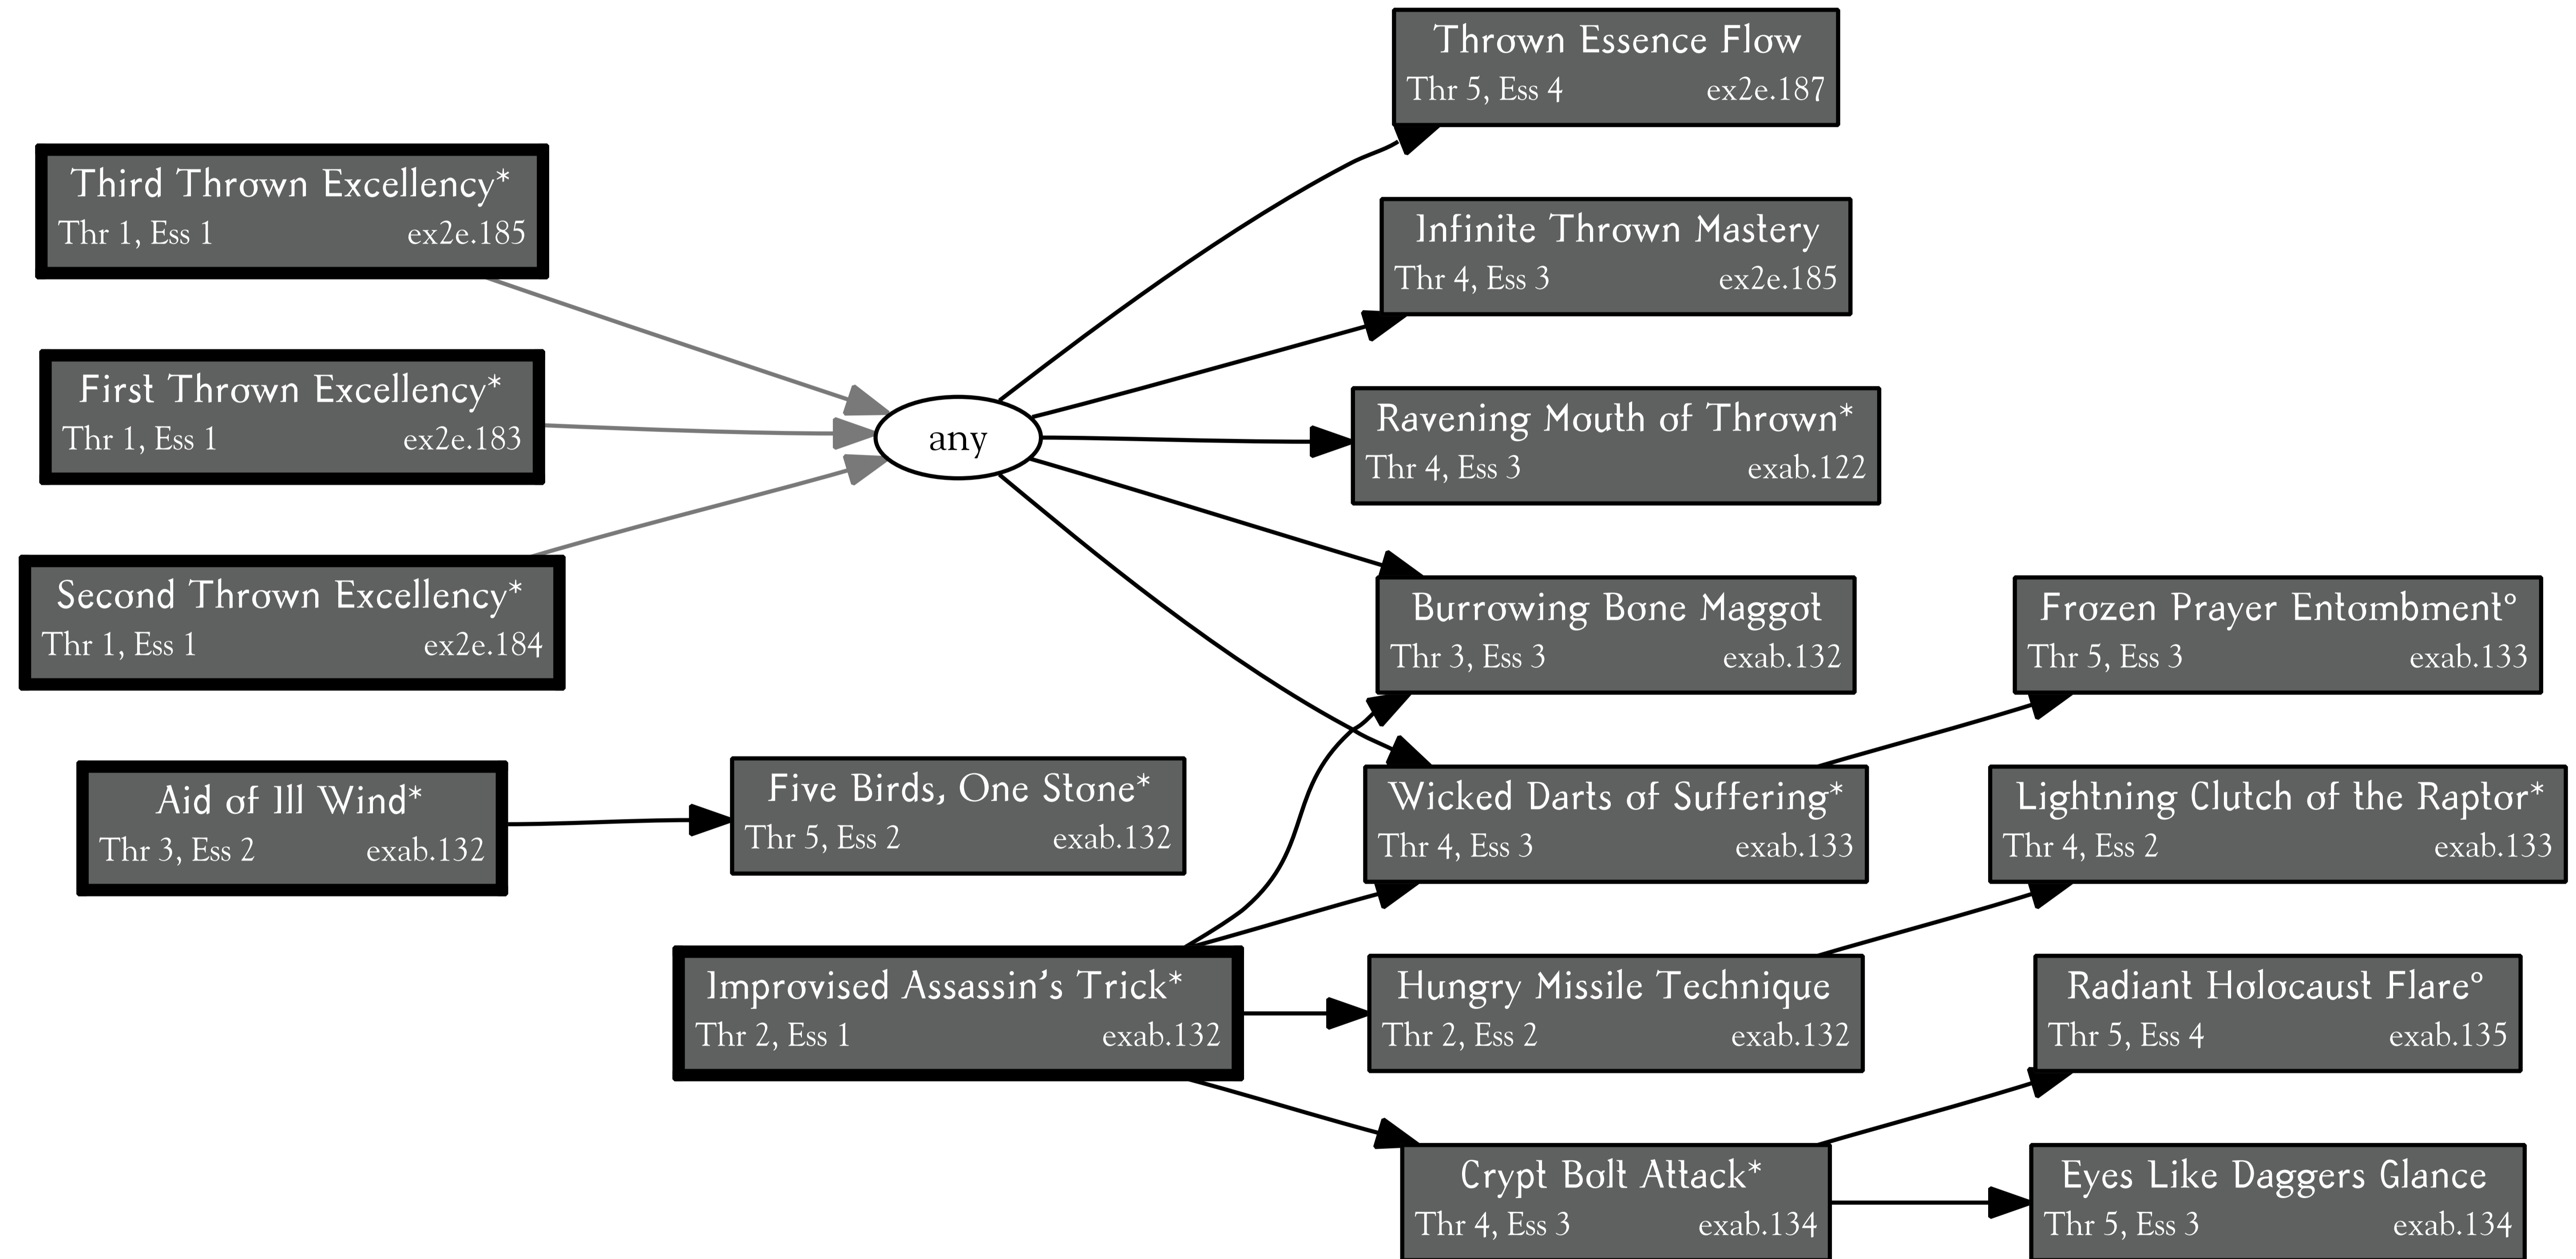 Thrown Essence Flow
Thr 5, Ess 4 ex2e.187
Third Thrown Excellency*
Thr 1, Ess 1 ex2e.185
Infinite Thrown Mastery
Thr 4, Ess 3 ex2e.185
First Thrown Excellency*
Thr 1, Ess 1 ex2e.183
any
Ravening Mouth of Thrown*
Thr 4, Ess 3 exab.122
Second Thrown Excellency*
Thr 1, Ess 1 ex2e.184
Burrowing Bone Maggot
Thr 3, Ess 3 exab.132
Frozen Prayer Entombment°
Thr 5, Ess 3 exab.133
Aid of Ill Wind*
Thr 3, Ess 2 exab.132
Five Birds, One Stone*
Thr 5, Ess 2 exab.132
Wicked Darts of Suffering*
Thr 4, Ess 3 exab.133
Lightning Clutch of the Raptor*
Thr 4, Ess 2 exab.133
Improvised Assassin's Trick*
Thr 2, Ess 1 exab.132
Hungry Missile Technique
Thr 2, Ess 2 exab.132
Radiant Holocaust Flare°
Thr 5, Ess 4 exab.135
Crypt Bolt Attack*
Thr 4, Ess 3 exab.134
Eyes Like Daggers Glance
Thr 5, Ess 3 exab.134